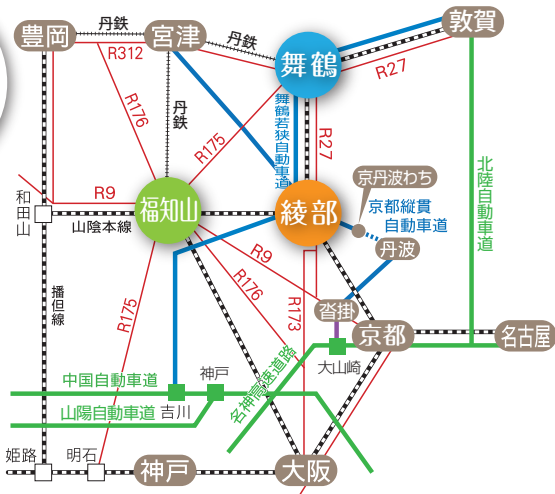 豊岡
丹鉄
宮津
丹鉄
敦賀
R312
舞鶴
R27
R176
丹鉄
R175
舞鶴若狭自動車道
R27
北陸自動車道
京丹波わち
和田山
R9
福知山
山陰本線
綾部
京都縦貫
自動車道
丹波
R9
播但線
R175
R176
R173
沓掛
京都
名古屋
大山崎
名神高速道路
中国自動車道
神戸
山陽自動車道
吉川
姫路
明石
神戸
大阪